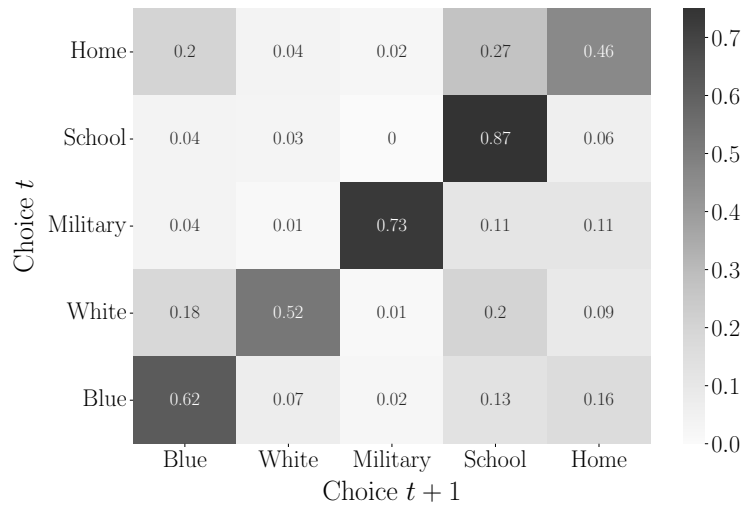 Choice t
Home 0.2 0.04 0.02 0.27 0.46
School 0.04 0.03 0 0.87 0.06
Military 0.04 0.01 0.73 0.11 0.11
White 0.18 0.52 0.01 0.2 0.09
Blue 0.62 0.07 0.02 0.13 0.16
Blue White Military School Home
Choice t + 1
0.7
0.6
0.5
0.4
0.3
0.2
0.1
0.0